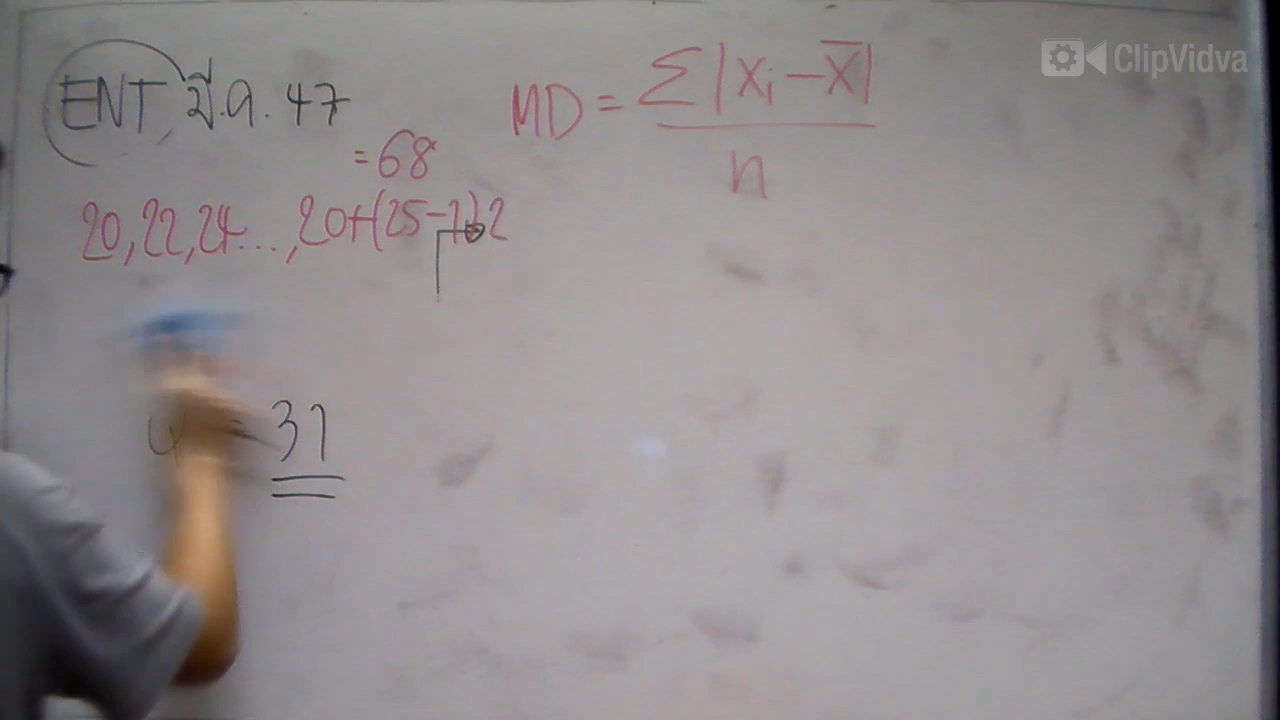 ClipVidva
ENT, มี.ค. 47
MD = Σ|Xi − X̅| / n
= 68
20, 22, 24 ..., 20+(25−1)2
= 31